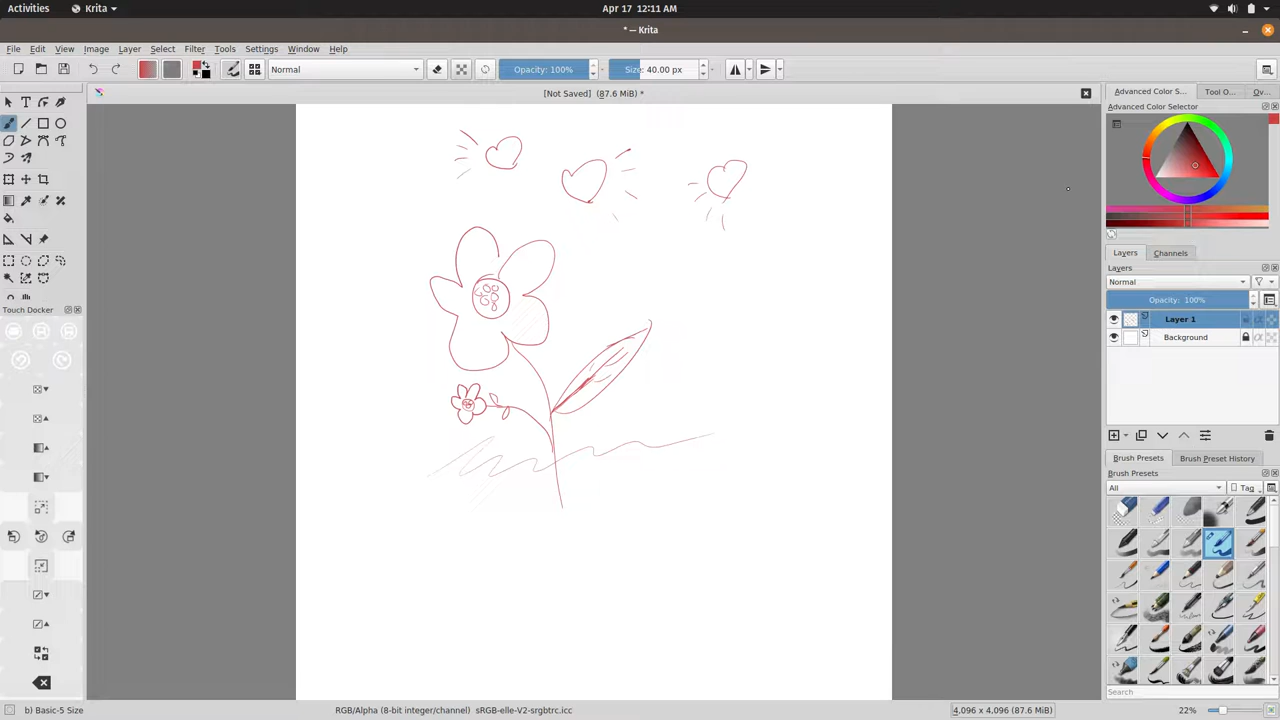 Activities Krita Apr 17 12:11 AM
* — Krita
File Edit View Image Layer Select Filter Tools Settings Window Help
Normal Opacity: 100% Size: 40.00 px
[Not Saved] (87.6 MiB) *
Advanced Color S... Tool O... Ov...
Advanced Color Selector
Layers Channels
Layers
Normal
Opacity: 100%
Layer 1
Background
Touch Docker
Brush Presets Brush Preset History
Brush Presets
All Tag
Search
b) Basic-5 Size RGB/Alpha (8-bit integer/channel) sRGB-elle-V2-srgbtrc.icc 4,096 x 4,096 (87.6 MiB) 22%